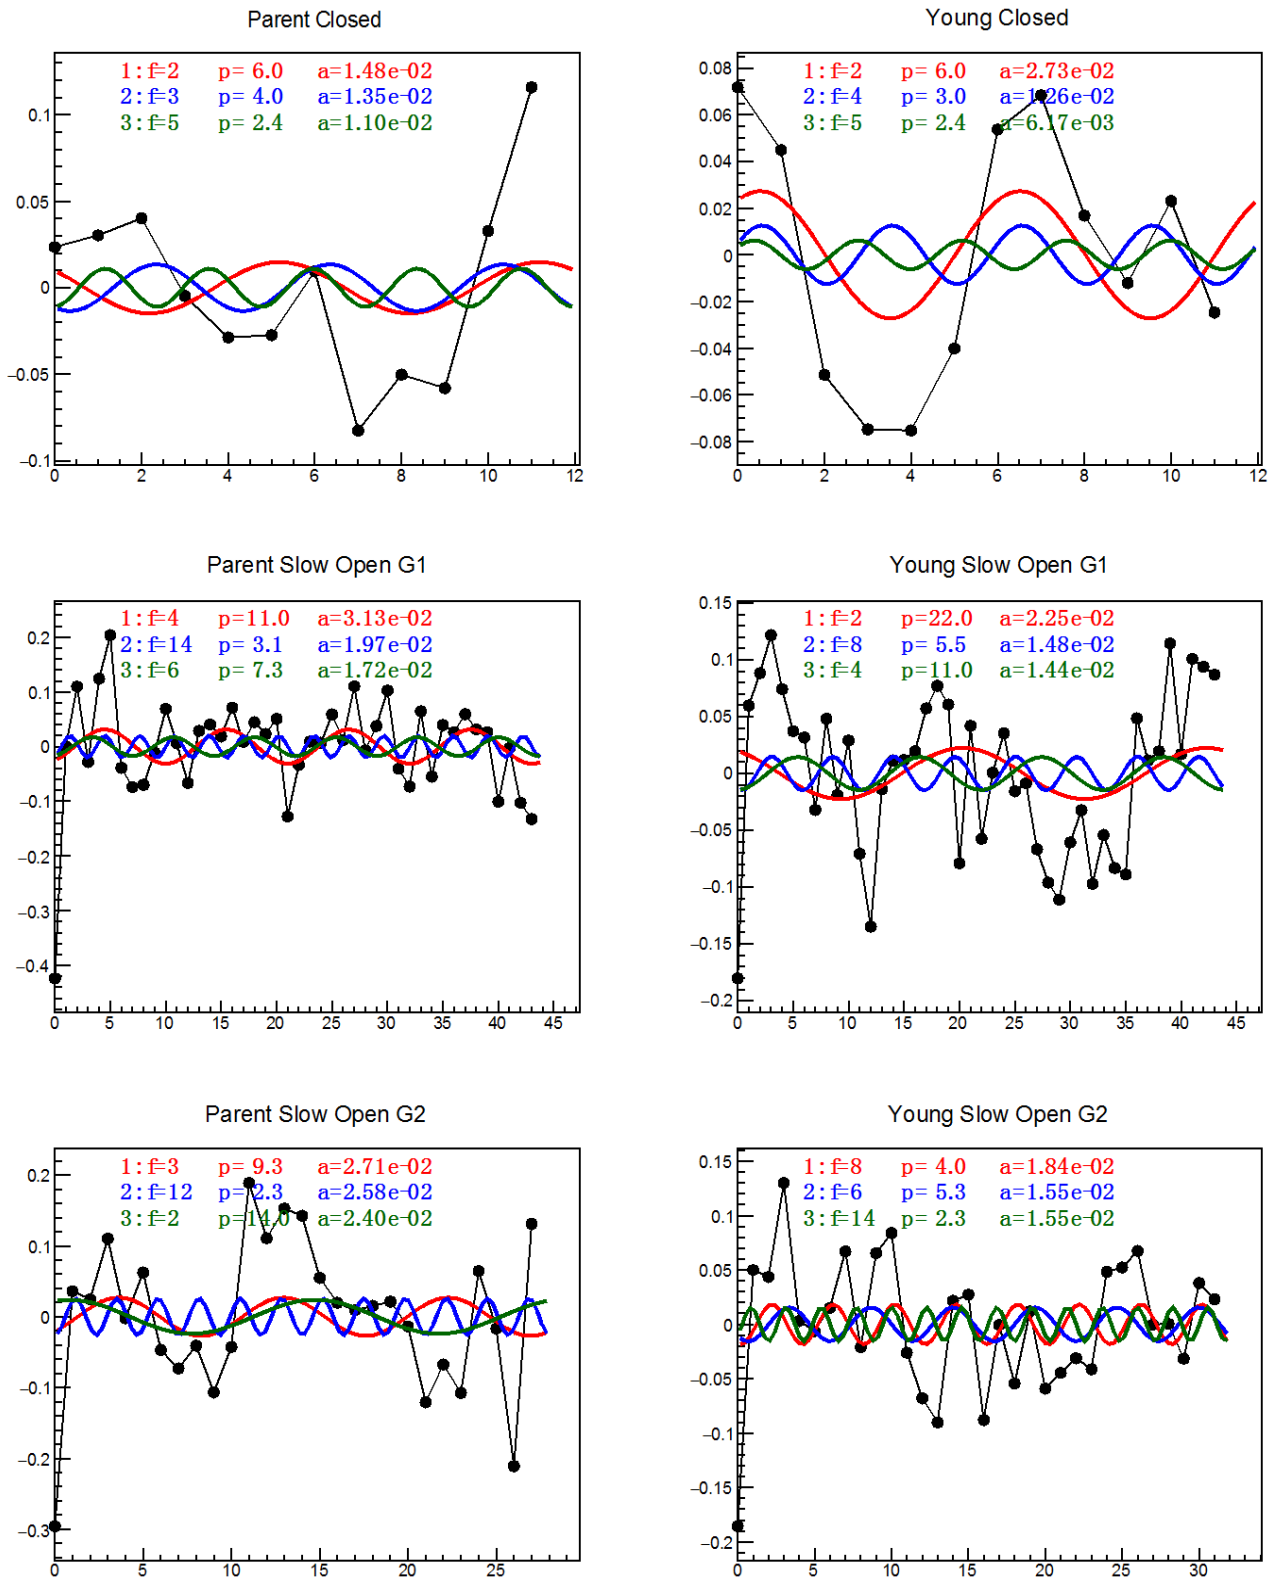 Parent Closed
1: f=2 p= 6.0 a=1.48e-02
2: f=3 p= 4.0 a=1.35e-02
3: f=5 p= 2.4 a=1.10e-02
0.1
0.05
0
−0.05
−0.1
0 2 4 6 8 10 12
Young Closed
1: f=2 p= 6.0 a=2.73e-02
2: f=4 p= 3.0 a=1.26e-02
3: f=5 p= 2.4 a=6.17e-03
0.08
0.06
0.04
0.02
0
−0.02
−0.04
−0.06
−0.08
0 2 4 6 8 10 12
Parent Slow Open G1
1: f=4 p=11.0 a=3.13e-02
2: f=14 p= 3.1 a=1.97e-02
3: f=6 p= 7.3 a=1.72e-02
0.2
0.1
0
−0.1
−0.2
−0.3
−0.4
0 5 10 15 20 25 30 35 40 45
Young Slow Open G1
1: f=2 p=22.0 a=2.25e-02
2: f=8 p= 5.5 a=1.48e-02
3: f=4 p=11.0 a=1.44e-02
0.15
0.1
0.05
0
−0.05
−0.1
−0.15
−0.2
0 5 10 15 20 25 30 35 40 45
Parent Slow Open G2
1: f=3 p= 9.3 a=2.71e-02
2: f=12 p= 2.3 a=2.58e-02
3: f=2 p=14.0 a=2.40e-02
0.2
0.1
0
−0.1
−0.2
−0.3
0 5 10 15 20 25
Young Slow Open G2
1: f=8 p= 4.0 a=1.84e-02
2: f=6 p= 5.3 a=1.55e-02
3: f=14 p= 2.3 a=1.55e-02
0.15
0.1
0.05
0
−0.05
−0.1
−0.15
−0.2
0 5 10 15 20 25 30